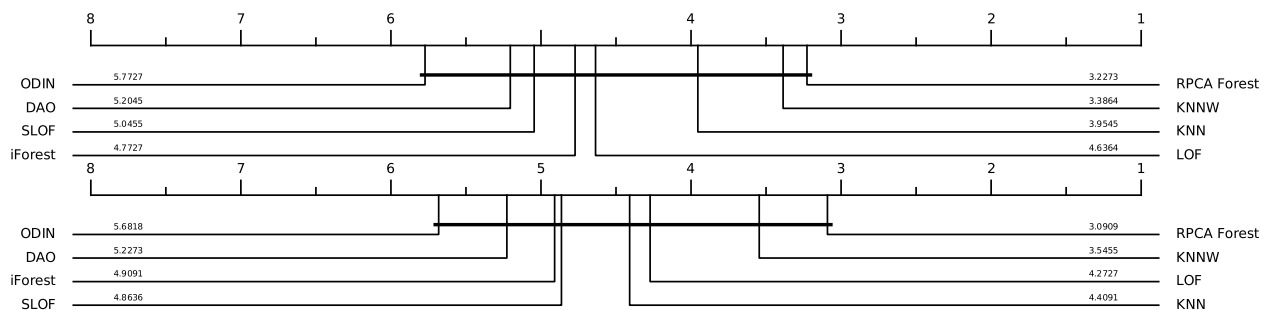 8 7 6 5 4 3 2 1
5.7727 3.2273
ODIN RPCA Forest
5.2045 3.3864
DAO KNNW
5.0455 3.9545
SLOF KNN
4.7727 4.6364
iForest LOF
8 7 6 5 4 3 2 1
5.6818 3.0909
ODIN RPCA Forest
5.2273 3.5455
DAO KNNW
4.9091 4.2727
iForest LOF
4.8636 4.4091
SLOF KNN